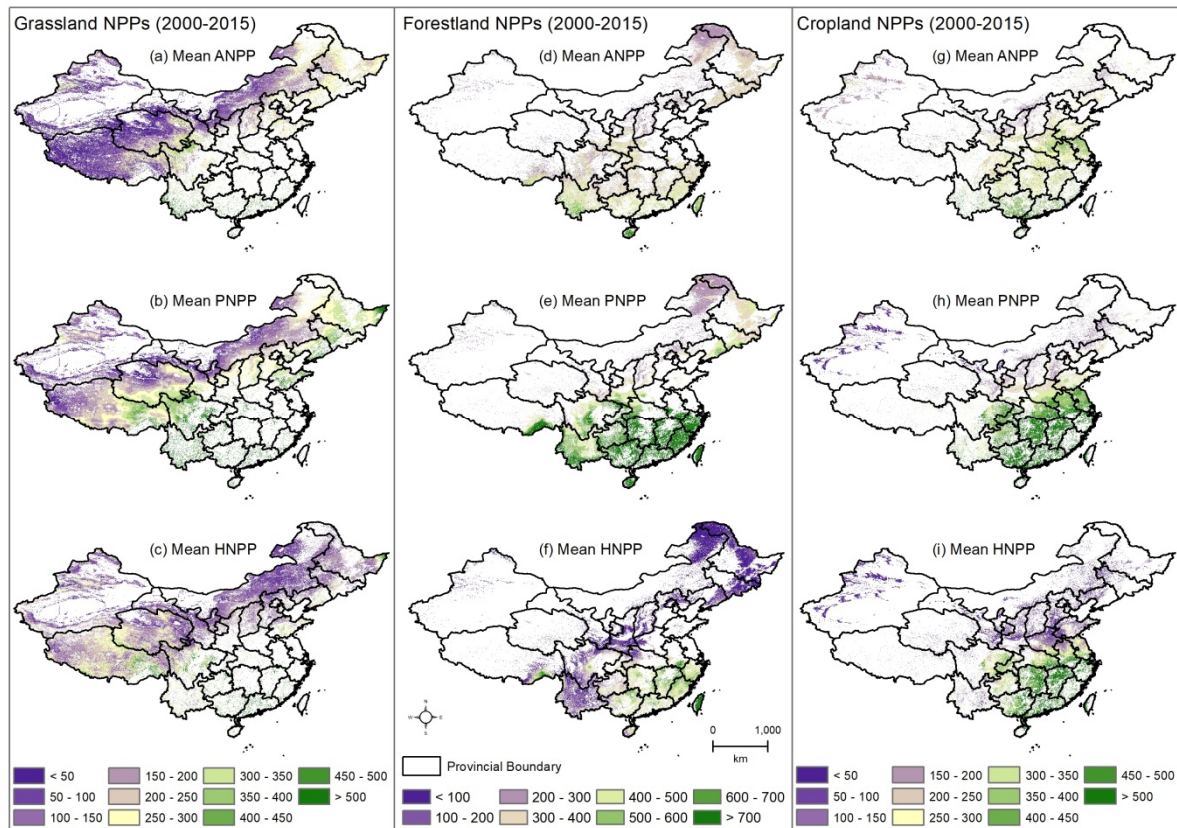 Grassland NPPs (2000-2015)
(a) Mean ANPP
(b) Mean PNPP
(c) Mean HNPP
< 50
50 - 100
100 - 150
150 - 200
200 - 250
250 - 300
300 - 350
350 - 400
400 - 450
450 - 500
> 500
Forestland NPPs (2000-2015)
(d) Mean ANPP
(e) Mean PNPP
(f) Mean HNPP
N
W E
S
0 1,000
km
Provincial Boundary
< 100
100 - 200
200 - 300
300 - 400
400 - 500
500 - 600
600 - 700
> 700
Cropland NPPs (2000-2015)
(g) Mean ANPP
(h) Mean PNPP
(i) Mean HNPP
< 50
50 - 100
100 - 150
150 - 200
200 - 250
250 - 300
300 - 350
350 - 400
400 - 450
450 - 500
> 500